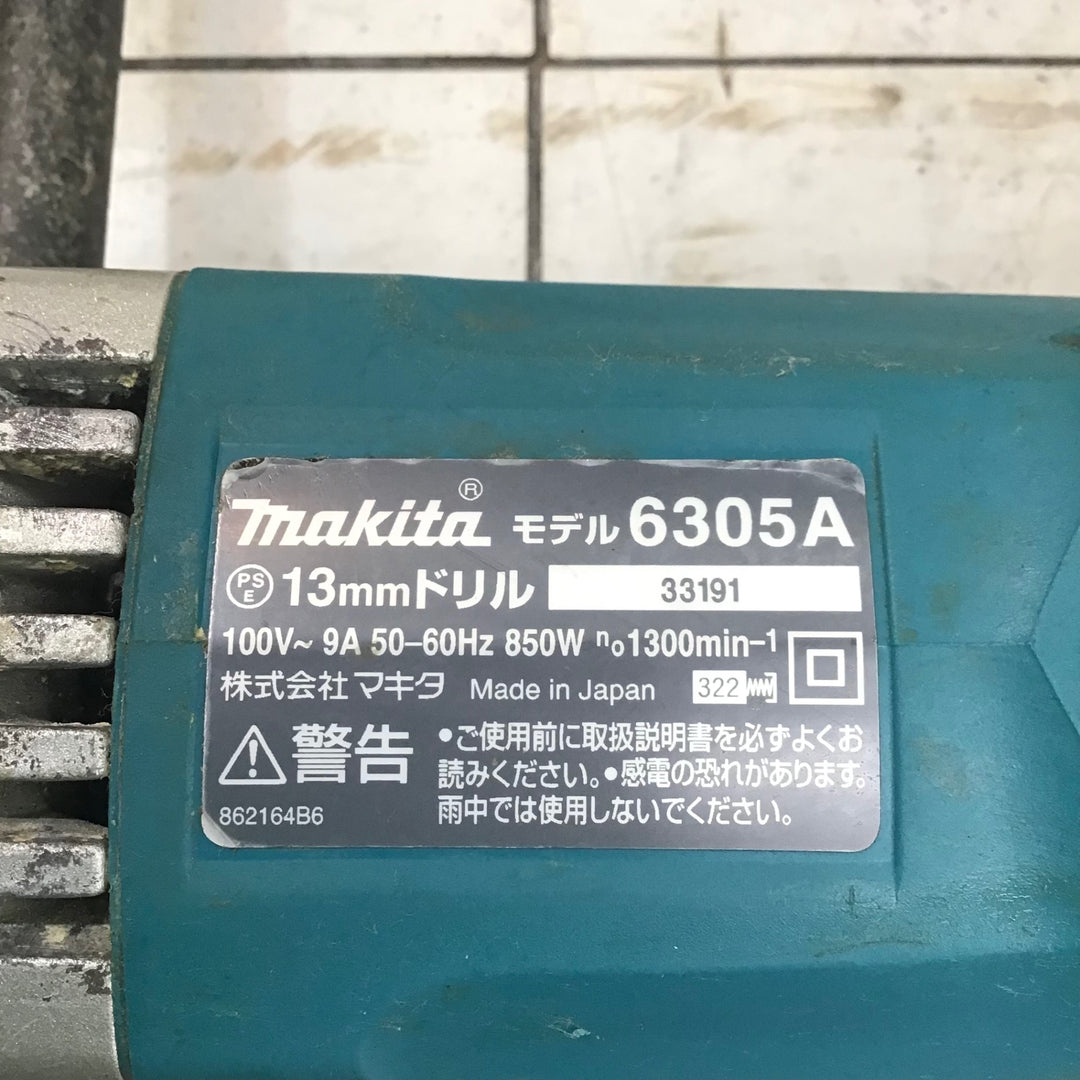 makita® モデル 6305A
PSE 13mmドリル 33191
100V~ 9A 50-60Hz 850W no1300min-1
株式会社 マキタ Made in Japan 322
警告
862164B6
•ご使用前に取扱説明書を必ずよくお
読みください。•感電の恐れがあります。
雨中では使用しないでください。